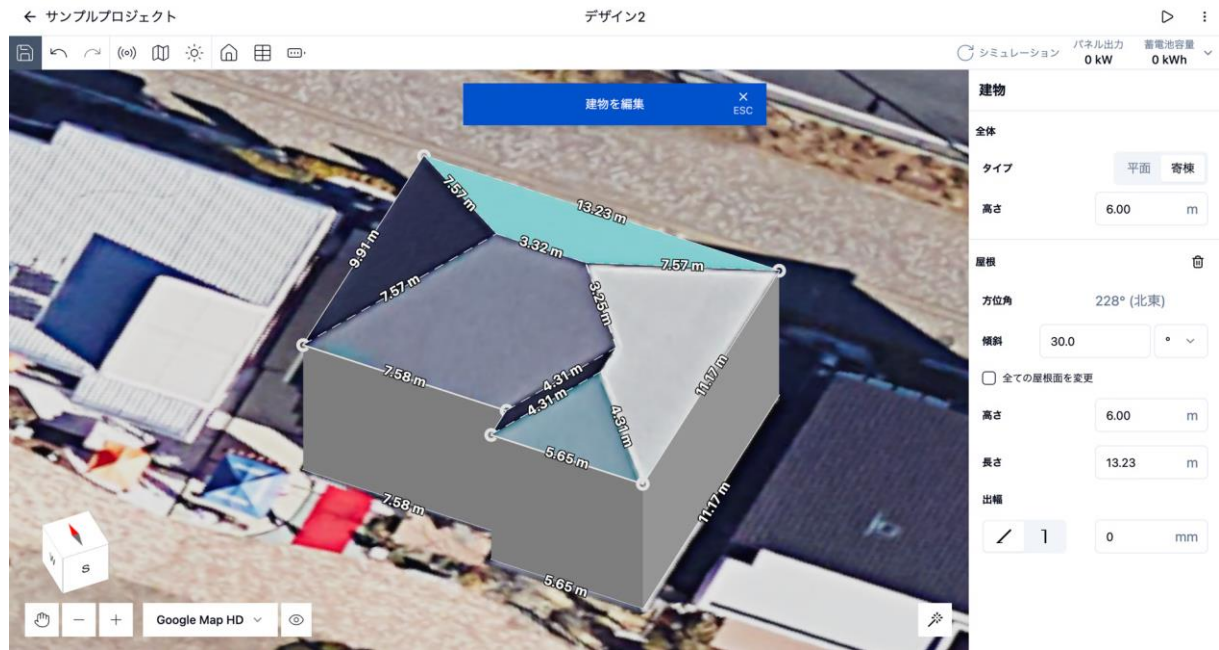 サンプルプロジェクト
デザイン2
シミュレーション
パネル出力
0 kW
蓄電池容量
0 kWh
建物を編集
ESC
建物
全体
タイプ
平面
寄棟
高さ
6.00 m
屋根
方位角
228° (北東)
傾斜
30.0 °
全ての屋根面を変更
高さ
6.00 m
長さ
13.23 m
出幅
0 mm
7.57 m
13.23 m
9.91 m
3.32 m
7.57 m
7.57 m
3.25 m
7.58 m
4.31 m
4.31 m
11.17 m
4.31 m
5.65 m
7.58 m
11.17 m
5.65 m
W
S
Google Map HD